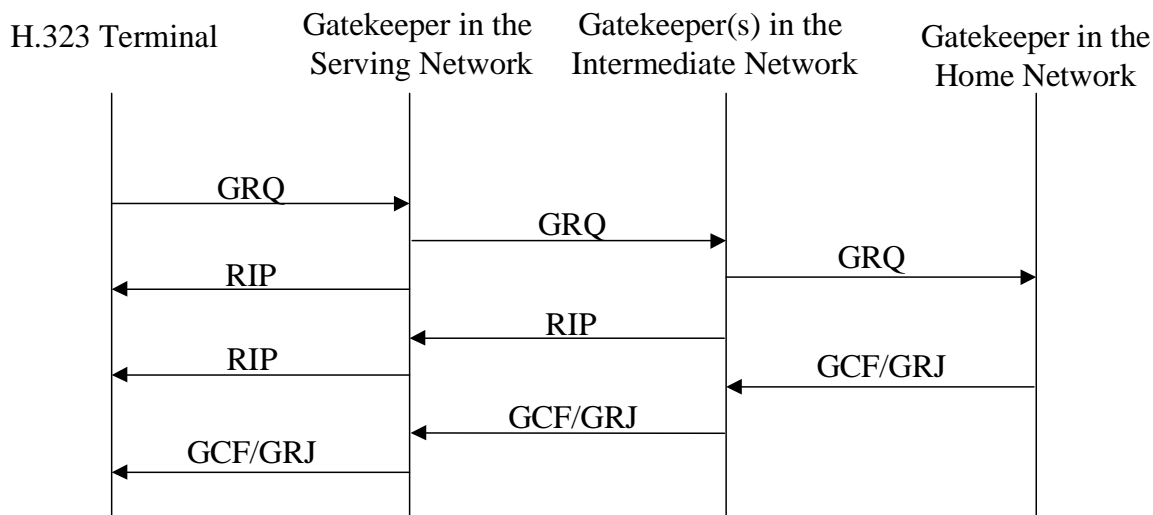 H.323 Terminal
Gatekeeper in the
Serving Network
Gatekeeper(s) in the
Intermediate Network
Gatekeeper in the
Home Network
GRQ
GRQ
GRQ
RIP
RIP
RIP
GCF/GRJ
GCF/GRJ
GCF/GRJ